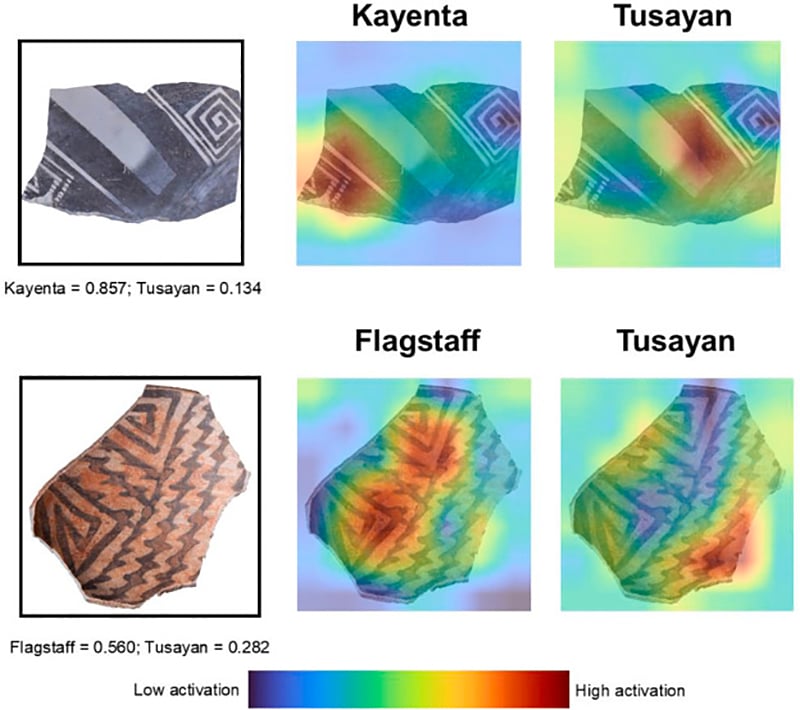 Kayenta Tusayan
Kayenta = 0.857; Tusayan = 0.134
Flagstaff Tusayan
Flagstaff = 0.560; Tusayan = 0.282
Low activation High activation